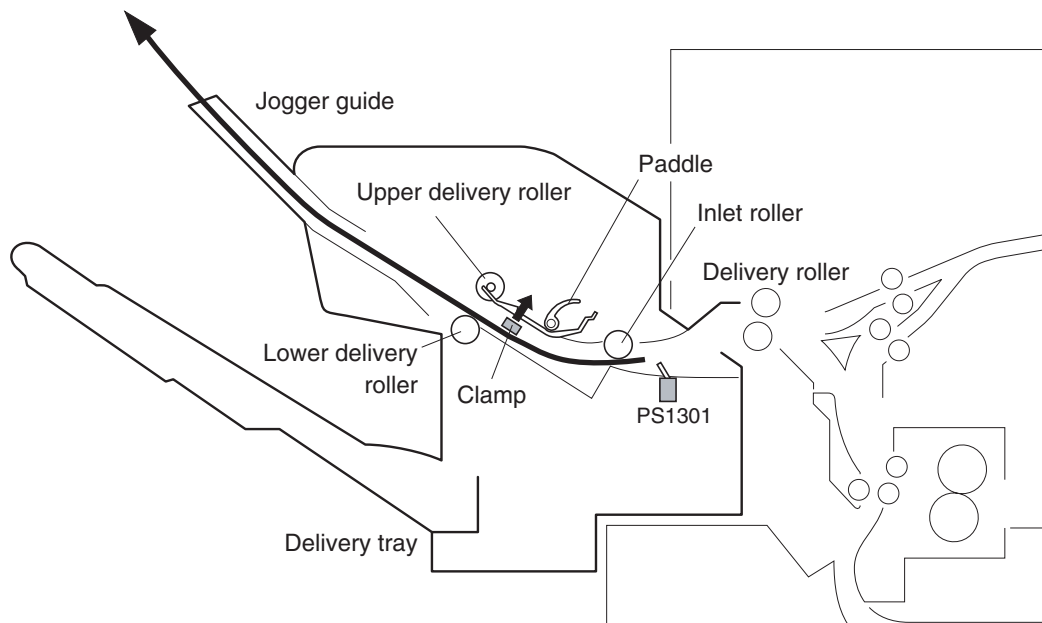 Jogger guide
Paddle
Upper delivery roller
Inlet roller
Delivery roller
Lower delivery
roller
Clamp
PS1301
Delivery tray